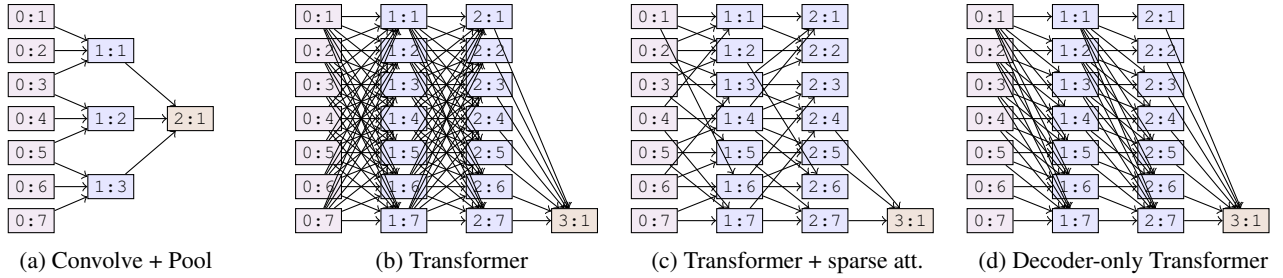 0:1 0:1 1:1 2:1 0:1 1:1 2:1 0:1 1:1 2:1
0:2 1:1 0:2 1:2 2:2 0:2 1:2 2:2 0:2 1:2 2:2
0:3 0:3 1:3 2:3 0:3 1:3 2:3 0:3 1:3 2:3
0:4 1:2 2:1 0:4 1:4 2:4 0:4 1:4 2:4 0:4 1:4 2:4
0:5 0:5 1:5 2:5 0:5 1:5 2:5 0:5 1:5 2:5
0:6 1:3 0:6 1:6 2:6 0:6 1:6 2:6 0:6 1:6 2:6
0:7 0:7 1:7 2:7 3:1 0:7 1:7 2:7 3:1 0:7 1:7 2:7 3:1
(a) Convolve + Pool (b) Transformer (c) Transformer + sparse att. (d) Decoder-only Transformer